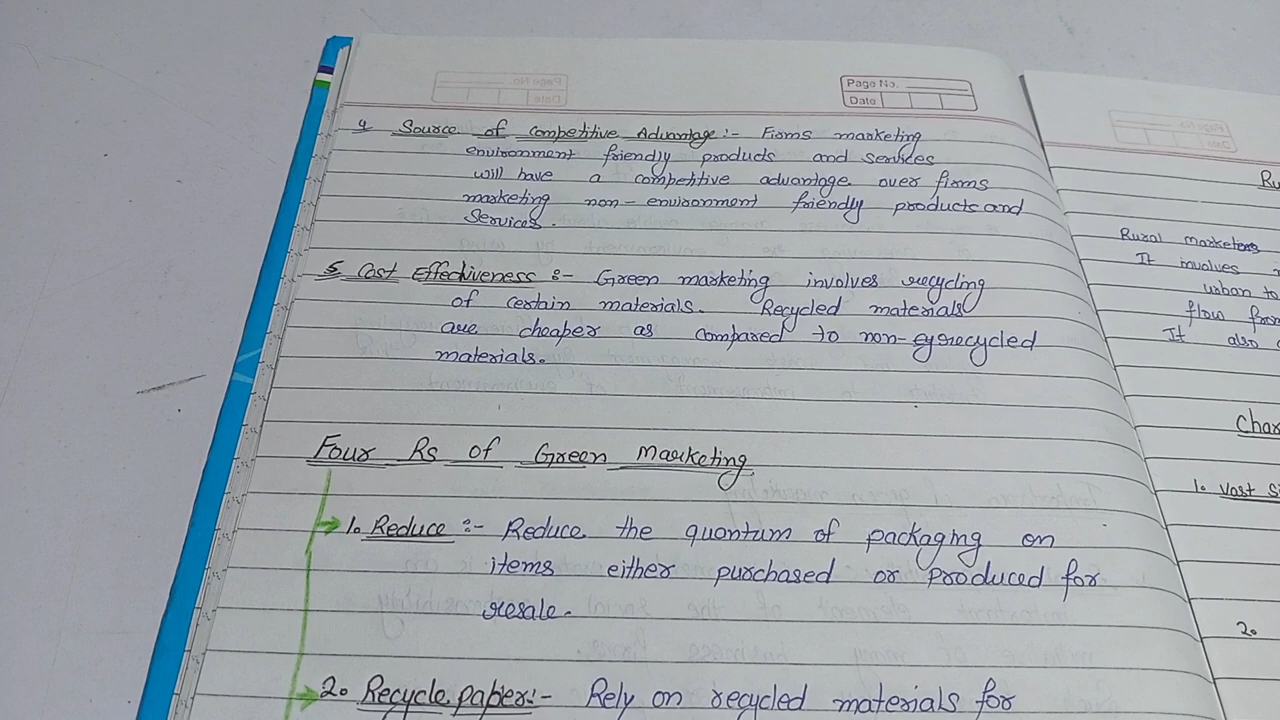 Page No.
Date
4 Source of Competitive Advantage:- Firms marketing
environment friendly products and services
will have a competitive advantage over firms
marketing non-environment friendly products and
Services.
5 Cost Effectiveness :- Green marketing involves recycling
of certain materials. Recycled materials
are cheaper as compared to non-recycled
materials.
Four Rs of Green Marketing
1. Reduce :- Reduce the quantum of packaging on
items either purchased or produced for
resale.
2. Recycle paper:- Rely on recycled materials for
Rural
It involves
urban to
flow from
It also
1. Vast
2.